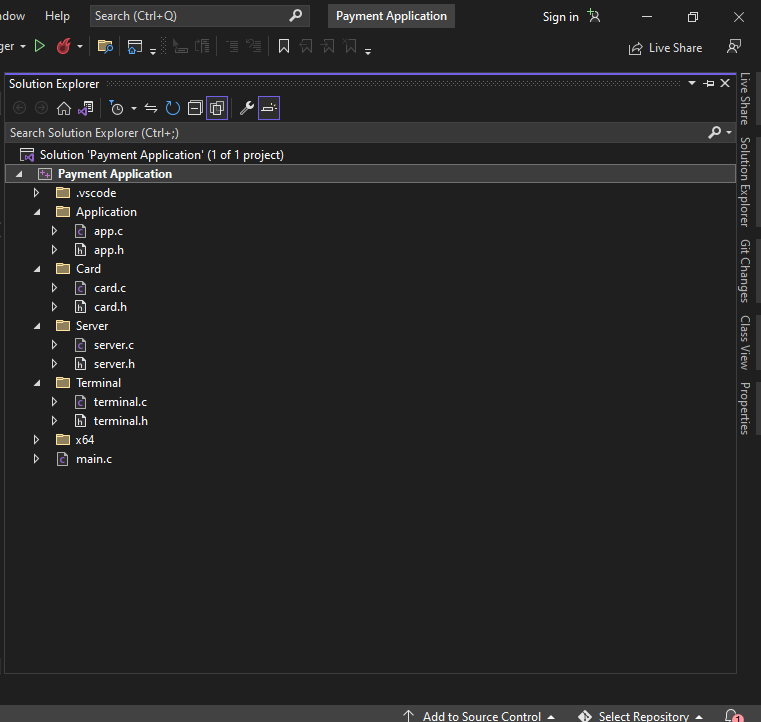 Help
Search (Ctrl+Q)
Payment Application
Sign in
Live Share
Solution Explorer
Search Solution Explorer (Ctrl+;)
Solution 'Payment Application' (1 of 1 project)
Payment Application
.vscode
Application
app.c
app.h
Card
card.c
card.h
Server
server.c
server.h
Terminal
terminal.c
terminal.h
x64
main.c
Live Share
Solution Explorer
Git Changes
Class View
Properties
Add to Source Control
Select Repository
1